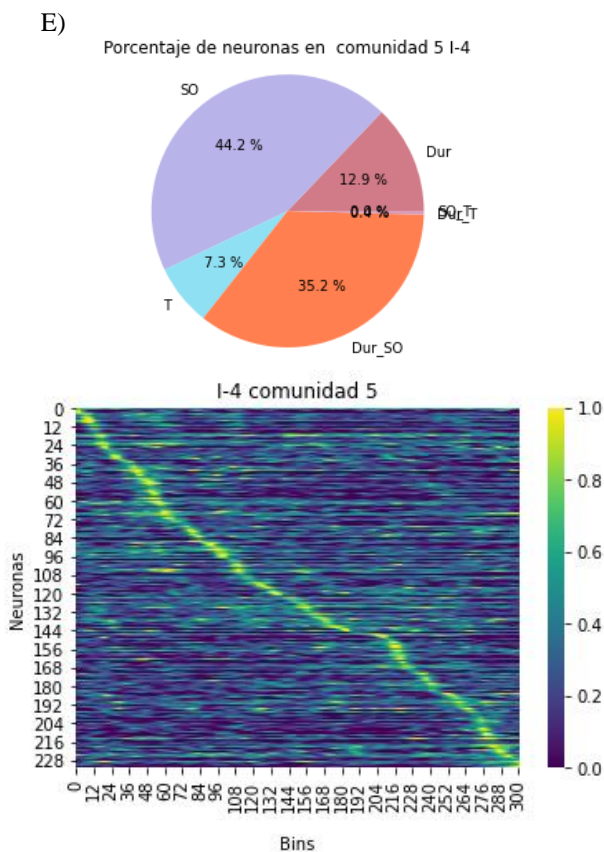 E)
Porcentaje de neuronas en comunidad 5 I-4
SO
44.2 %
Dur
12.9 %
SO_T
0.4 %
Dur_T
7.3 %
T
35.2 %
Dur_SO
I-4 comunidad 5
Neuronas
0
12
24
36
48
60
72
84
96
108
120
132
144
156
168
180
192
204
216
228
0 12 24 36 48 60 72 84 96 108 120 132 144 156 168 180 192 204 216 228 240 252 264 276 288 300
Bins
1.0
0.8
0.6
0.4
0.2
0.0